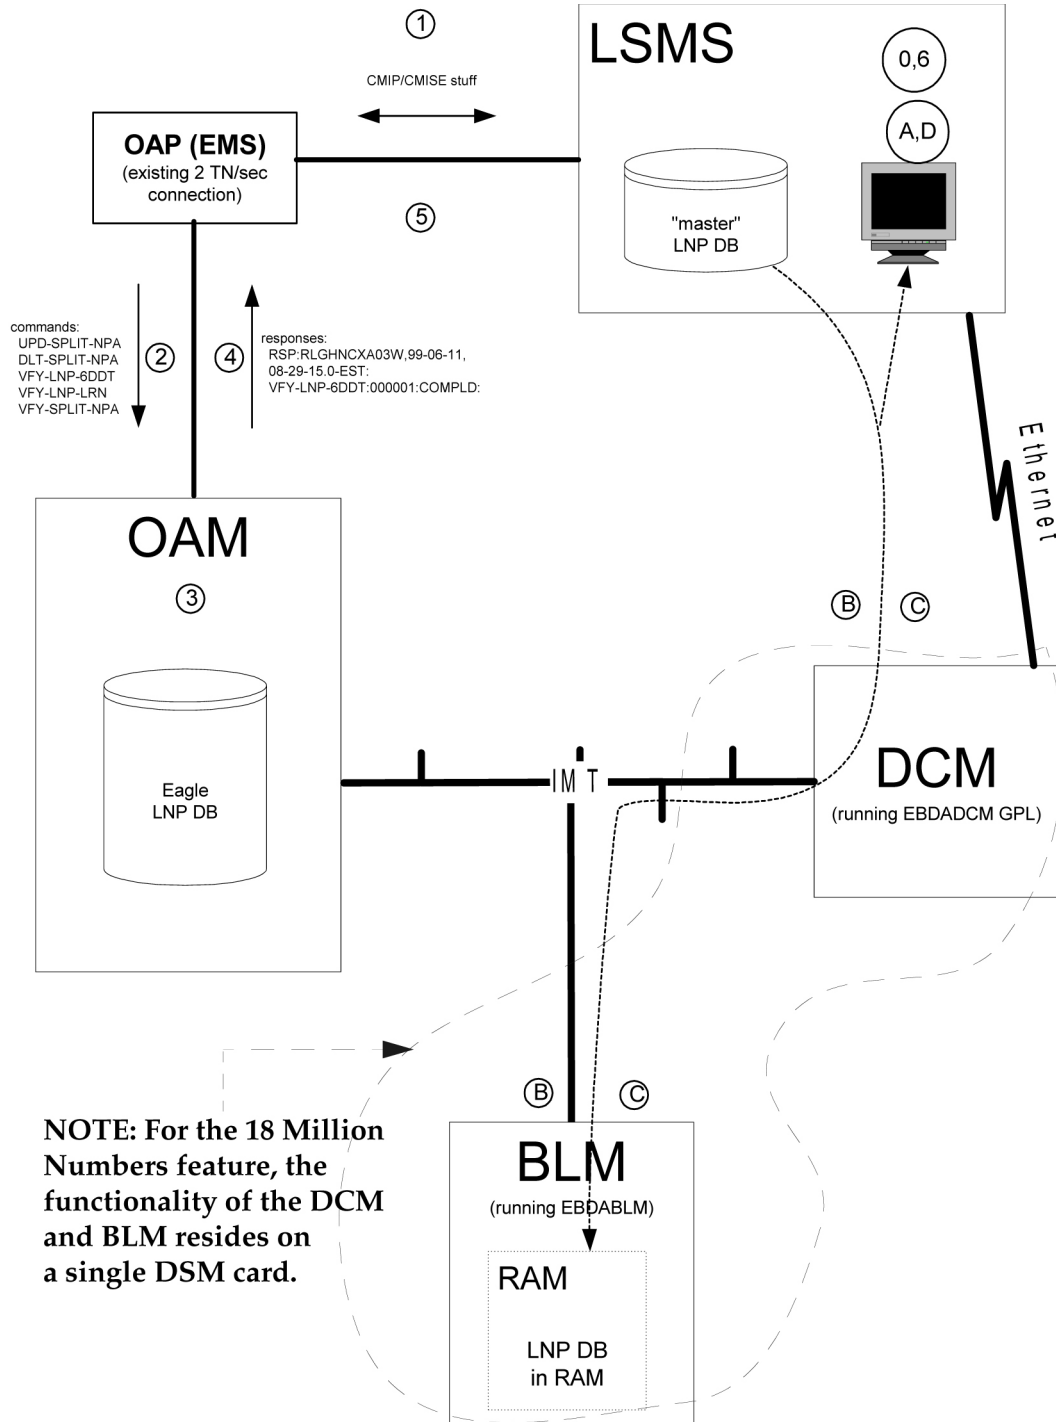 1
LSMS
0,6
CMIP/CMISE stuff
A,D
OAP (EMS)
(existing 2 TN/sec
connection)
5
"master"
LNP DB
commands:
UPD-SPLIT-NPA
DLT-SPLIT-NPA
VFY-LNP-6DDT
VFY-LNP-LRN
VFY-SPLIT-NPA
2
4
responses:
RSP:RLGHNCXA03W,99-06-11,
08-29-15.0-EST:
VFY-LNP-6DDT:000001:COMPLD:
Ethernet
OAM
3
B
C
Eagle
LNP DB
IMT
DCM
(running EBDADCM GPL)
B
C
NOTE: For the 18 Million
Numbers feature, the
functionality of the DCM
and BLM resides on
a single DSM card.
BLM
(running EBDABLM)
RAM
LNP DB
in RAM